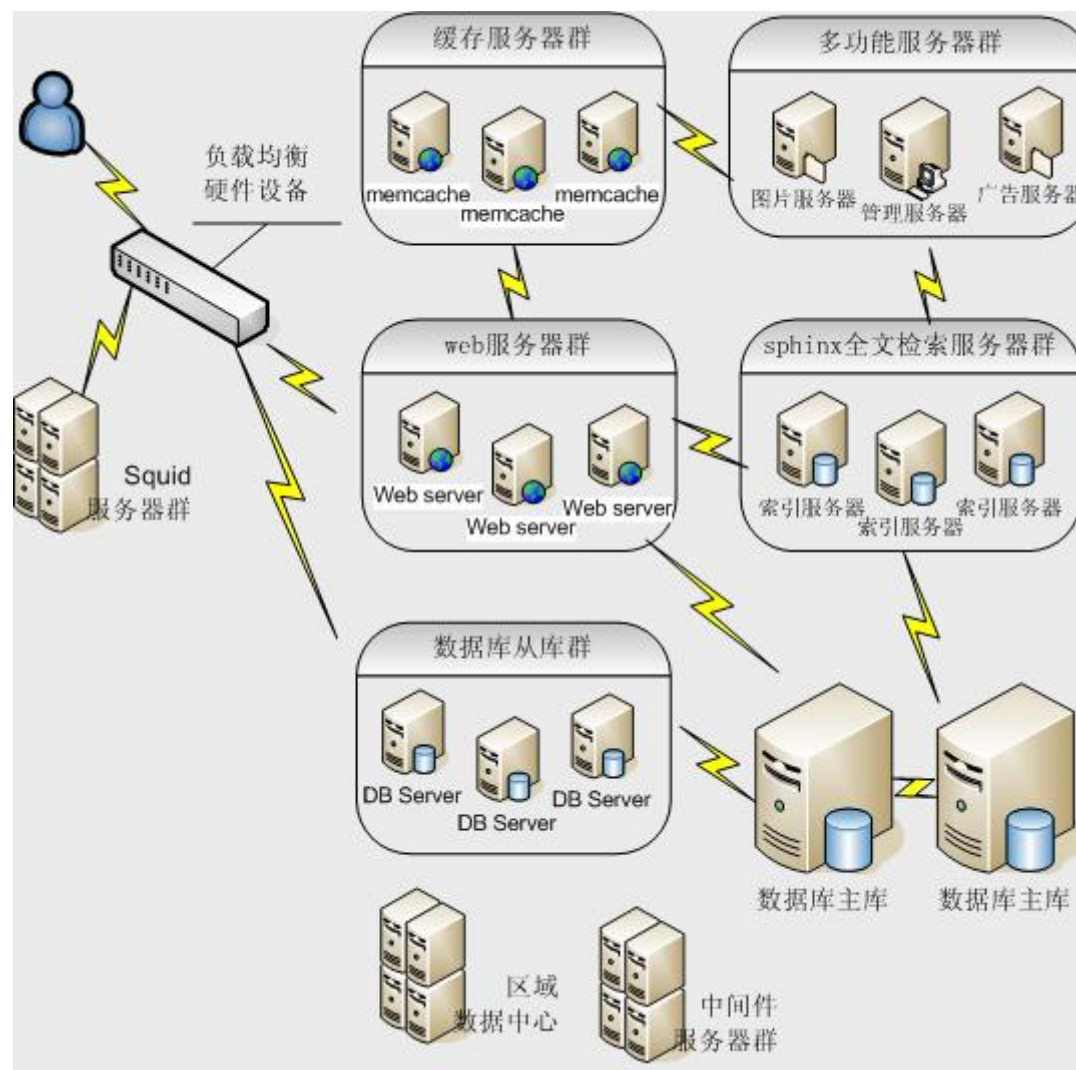 缓存服务器群
多功能服务器群
负载均衡
硬件设备
memcache
memcache
memcache
图片服务器
管理服务器
广告服务器
web服务器群
sphinx全文检索服务器群
Squid
服务器群
Web server
Web server
Web server
索引服务器
索引服务器
索引服务器
数据库从库群
DB Server
DB Server
DB Server
数据库主库
数据库主库
区域
数据中心
中间件
服务器群